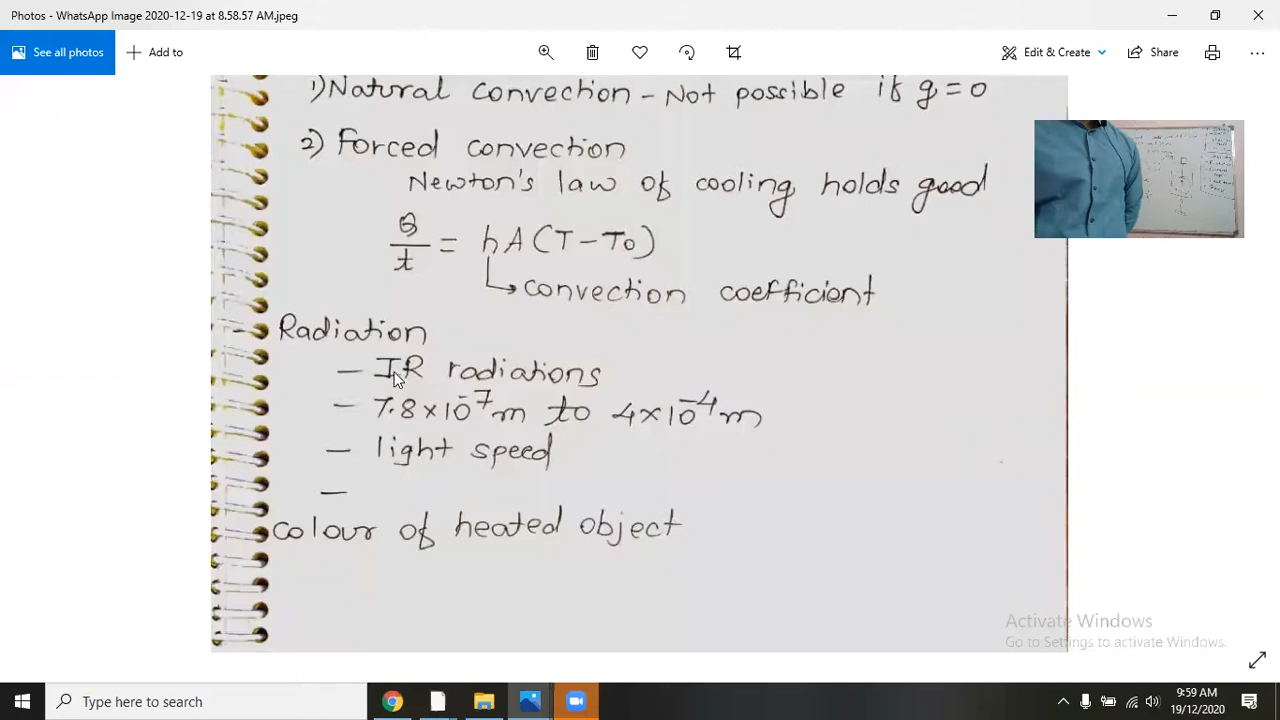 Photos - WhatsApp Image 2020-12-19 at 8.58.57 AM.jpeg
See all photos
Add to
Edit & Create
Share
1) Natural convection - Not possible if g = 0
2) Forced convection
Newton's law of cooling holds good
Q/t = hA(T-T0)
convection coefficient
- Radiation
- IR radiations
- 7.8×10⁻⁷m to 4×10⁻⁴m
- light speed
-
colour of heated object
Activate Windows
Go to Settings to activate Windows.
Type here to search
9:59 AM
19/12/2020